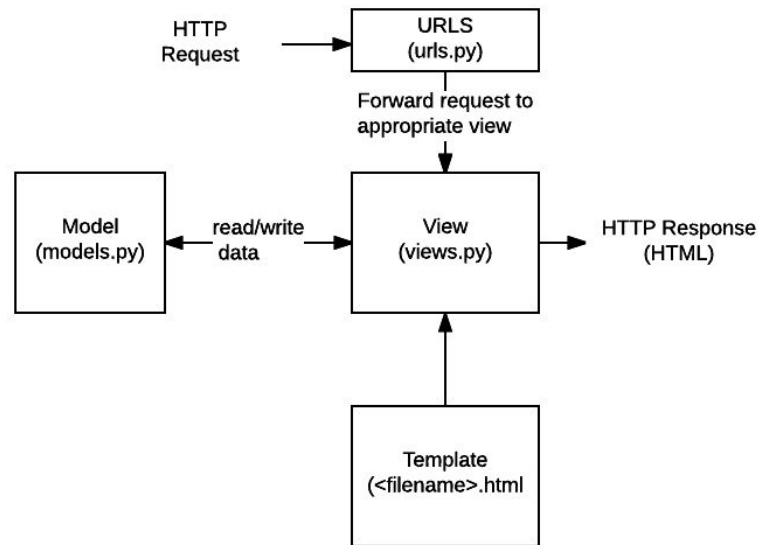 HTTP
Request
URLS
(urls.py)
Forward request to
appropriate view
Model
(models.py)
read/write
data
View
(views.py)
HTTP Response
(HTML)
Template
(<filename>.html